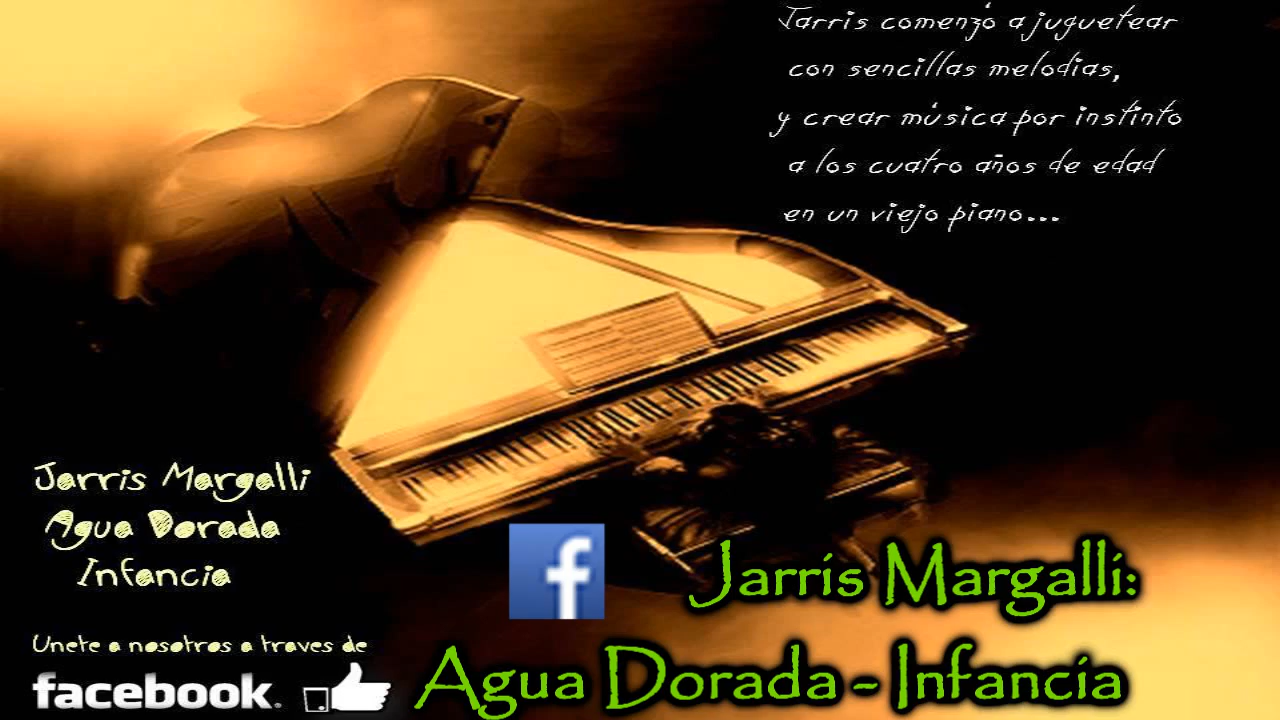 Jarris comenzó a juguetear
con sencillas melodías,
y crear música por instinto
a los cuatro años de edad
en un viejo piano...
Jarris Margalli
Agua Dorada
Infancia
Unete a nosotros a traves de
facebook.
f
Jarris Margalli:
Agua Dorada - Infancia